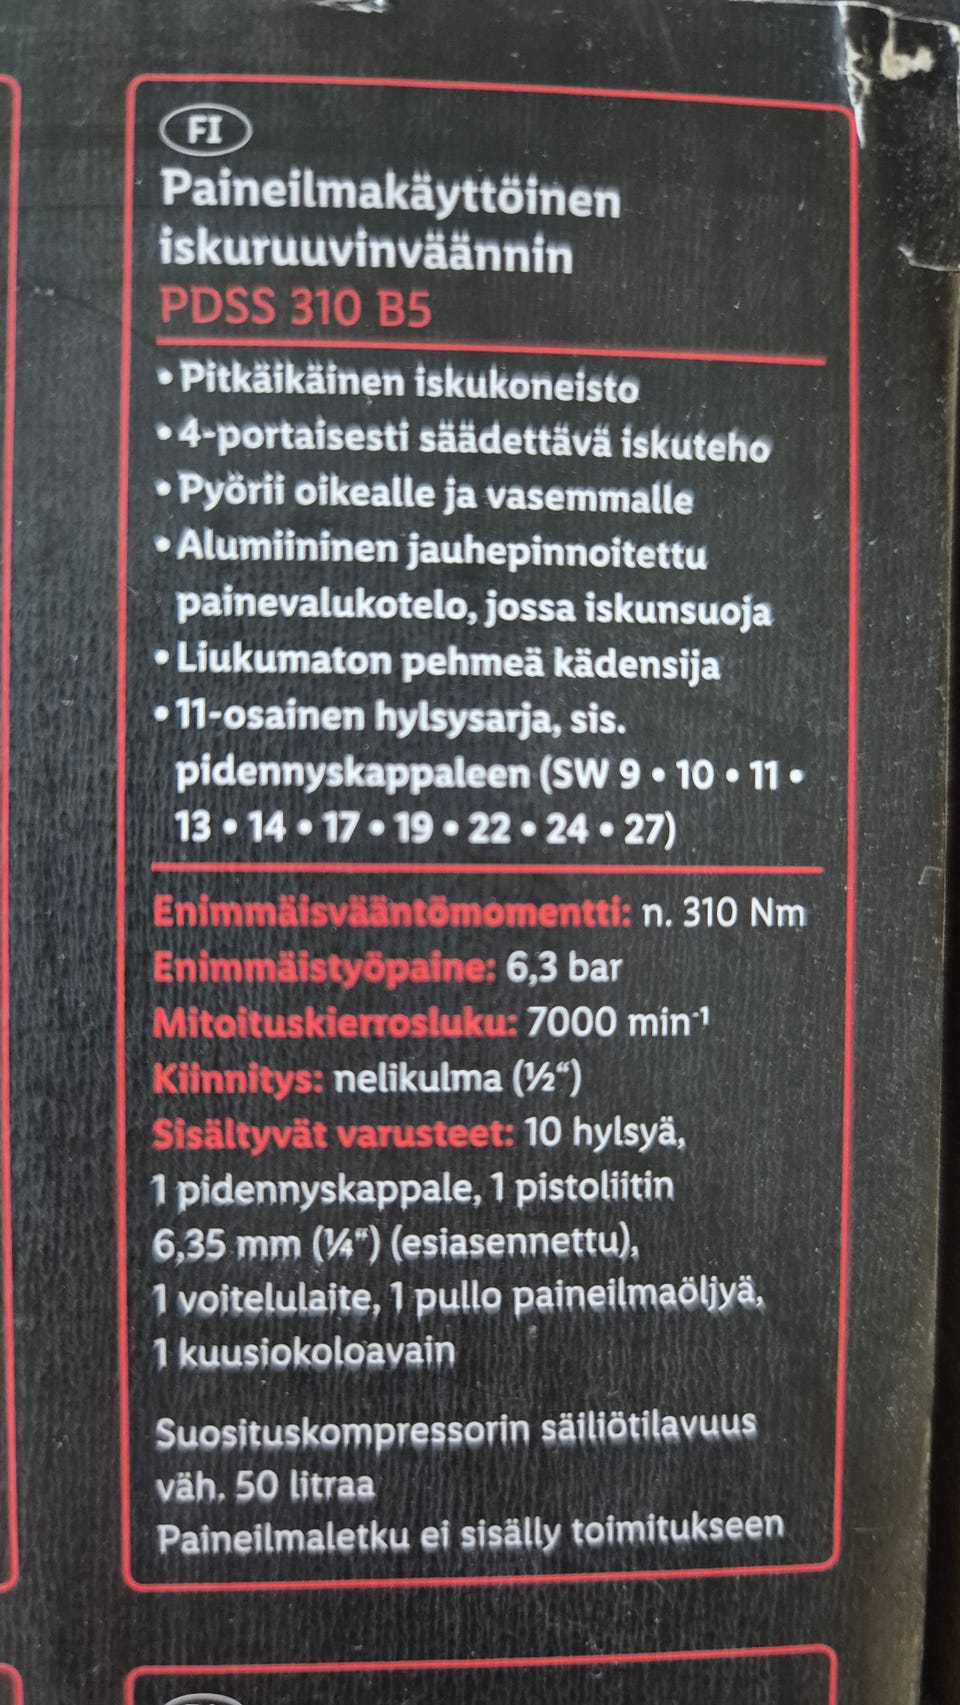 FI
Paineilmakäyttöinen
iskuruuvinväännin
PDSS 310 B5
• Pitkäikäinen iskukoneisto
• 4-portaisesti säädettävä iskuteho
• Pyörii oikealle ja vasemmalle
• Alumiininen jauhepinnoitettu
painevalukotelo, jossa iskunsuoja
• Liukumaton pehmeä kädensija
• 11-osainen hylsysarja, sis.
pidennyskappaleen (SW 9 • 10 • 11 •
13 • 14 • 17 • 19 • 22 • 24 • 27)
Enimmäisvääntömomentti: n. 310 Nm
Enimmäistyöpaine: 6,3 bar
Mitoituskierrosluku: 7000 min⁻¹
Kiinnitys: nelikulma (½“)
Sisältyvät varusteet: 10 hylsyä,
1 pidennyskappale, 1 pistoliitin
6,35 mm (¼“) (esiasennettu),
1 voitelulaite, 1 pullo paineilmaöljyä,
1 kuusiokoloavain
Suosituskompressorin säiliötilavuus
väh. 50 litraa
Paineilmaletku ei sisälly toimitukseen